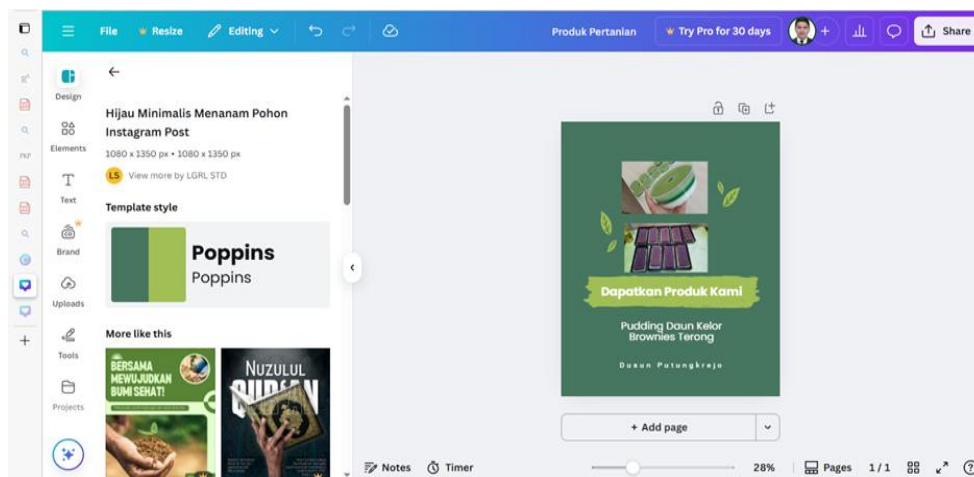 File
Resize
Editing
Produk Pertanian
Try Pro for 30 days
Share
Design
Elements
Text
Brand
Uploads
Tools
Projects
Hijau Minimalis Menanam Pohon
Instagram Post
1080 x 1350 px • 1080 x 1350 px
LS View more by LGRL STD
Template style
Poppins
Poppins
More like this
BERSAMA
MEWUJUDKAN
BUMI SEHAT!
NUZULUL
QUR'AN
Dapatkan Produk Kami
Pudding Daun Kelor
Brownies Terong
Dusun Putungkrejo
+ Add page
Notes
Timer
28%
Pages
1 / 1